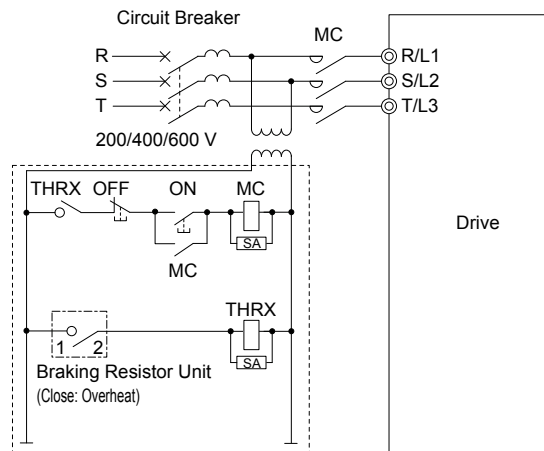 Circuit Breaker
MC
R
R/L1
S
S/L2
T
T/L3
200/400/600 V
THRX OFF ON MC
SA
MC
Drive
THRX
1 2
SA
Braking Resistor Unit
(Close: Overheat)